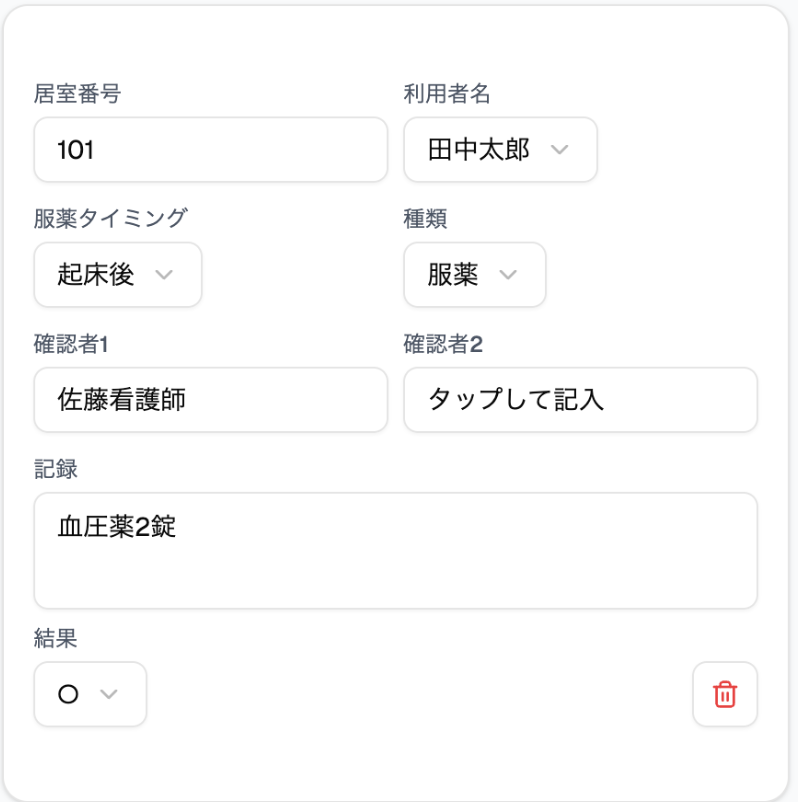 居室番号 利用者名
101 田中太郎
服薬タイミング 種類
起床後 服薬
確認者1 確認者2
佐藤看護師 タップして記入
記録
血圧薬2錠
結果
○